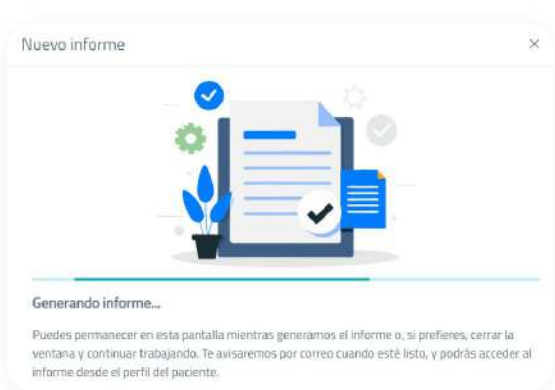 Nuevo informe
Generando informe...
Puedes permanecer en esta pantalla mientras generamos el informe o, si prefieres, cerrar la
ventana y continuar trabajando. Te avisaremos por correo cuando esté listo, y podrás acceder al
informe desde el perfil del paciente.